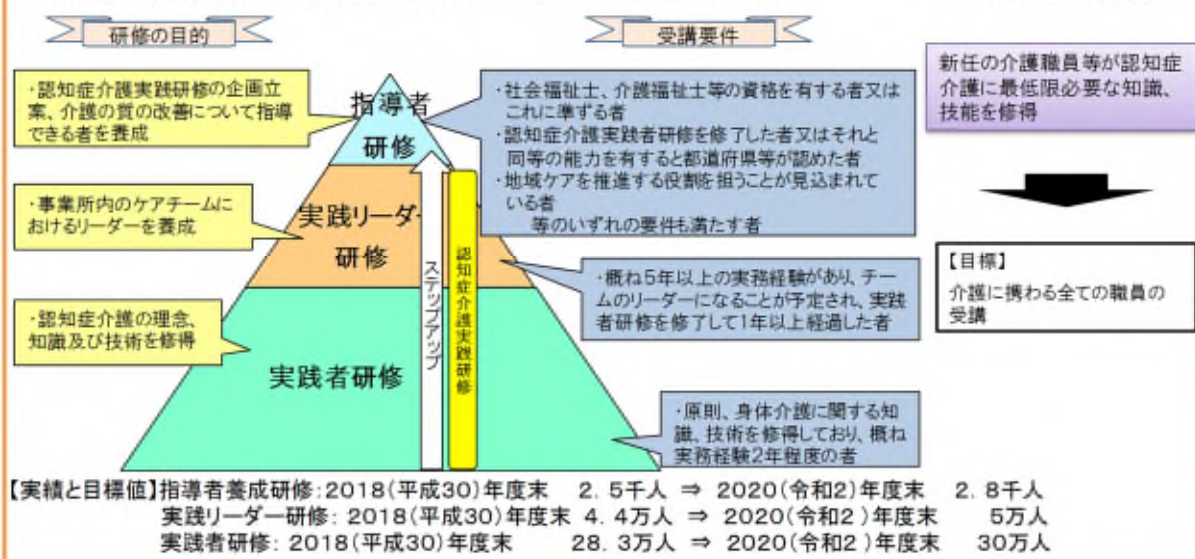 研修の目的
受講要件
・認知症介護実践研修の企画立
案、介護の質の改善について指導
できる者を養成
・事業所内のケアチームに
おけるリーダーを養成
・認知症介護の理念、
知識及び技術を修得
指導者
研修
実践リーダー
研修
実践者研修
ステップアップ
認知症介護実践研修
・社会福祉士、介護福祉士等の資格を有する者又は
これに準ずる者
・認知症介護実践者研修を修了した者又はそれと
同等の能力を有すると都道府県等が認めた者
・地域ケアを推進する役割を担うことが見込まれて
いる者
等のいずれの要件も満たす者
・概ね5年以上の実務経験があり、チー
ムのリーダーになることが予定され、実践
者研修を修了して1年以上経過した者
・原則、身体介護に関する知
識、技術を修得しており、概ね
実務経験2年程度の者
新任の介護職員等が認知症
介護に最低限必要な知識、
技能を修得
【目標】
介護に携わる全ての職員の
受講
【実績と目標値】指導者養成研修：2018（平成30）年度末 2．5千人 ⇒ 2020（令和2）年度末 2．8千人
実践リーダー研修：2018（平成30）年度末 4．4万人 ⇒ 2020（令和2）年度末 5万人
実践者研修：2018（平成30）年度末 28．3万人 ⇒ 2020（令和2）年度末 30万人